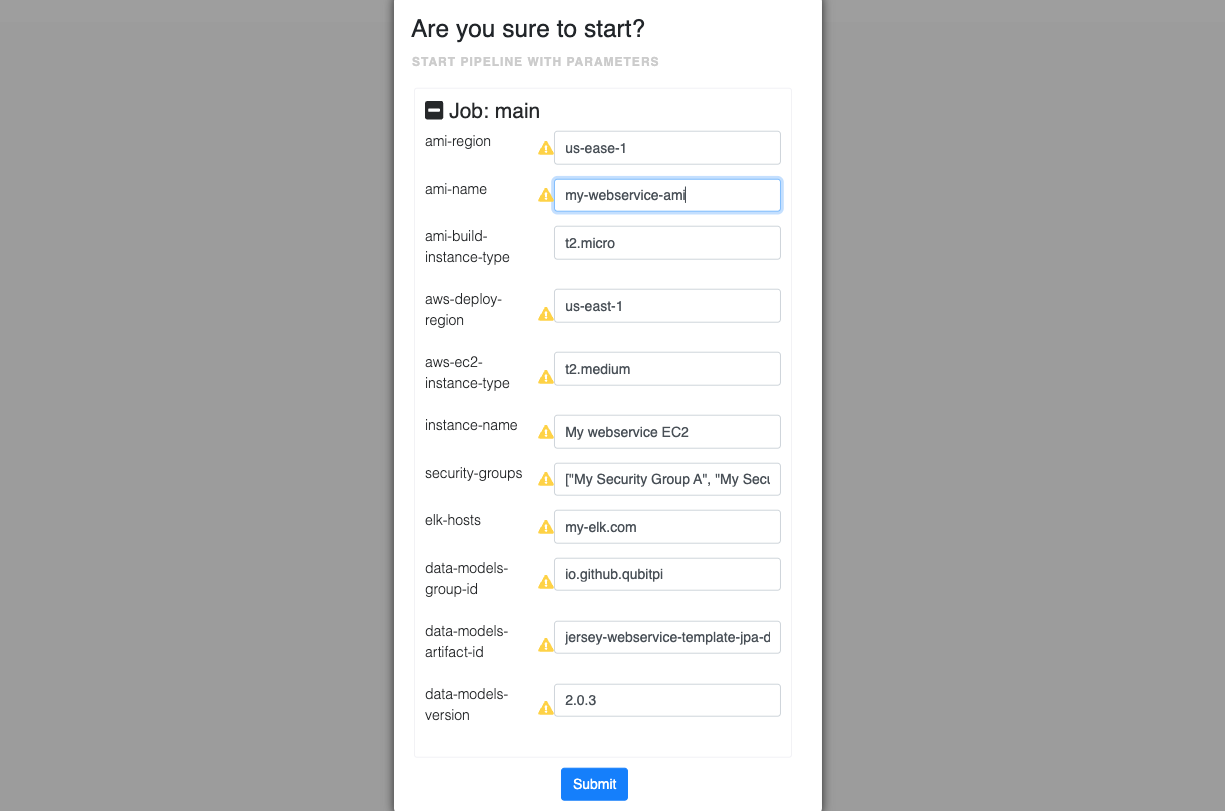 Are you sure to start?
START PIPELINE WITH PARAMETERS
Job: main
ami-region
us-ease-1
ami-name
my-webservice-ami
ami-build-
instance-type
t2.micro
aws-deploy-
region
us-east-1
aws-ec2-
instance-type
t2.medium
instance-name
My webservice EC2
security-groups
["My Security Group A", "My Secu
elk-hosts
my-elk.com
data-models-
group-id
io.github.qubitpi
data-models-
artifact-id
jersey-webservice-template-jpa-d
data-models-
version
2.0.3
Submit